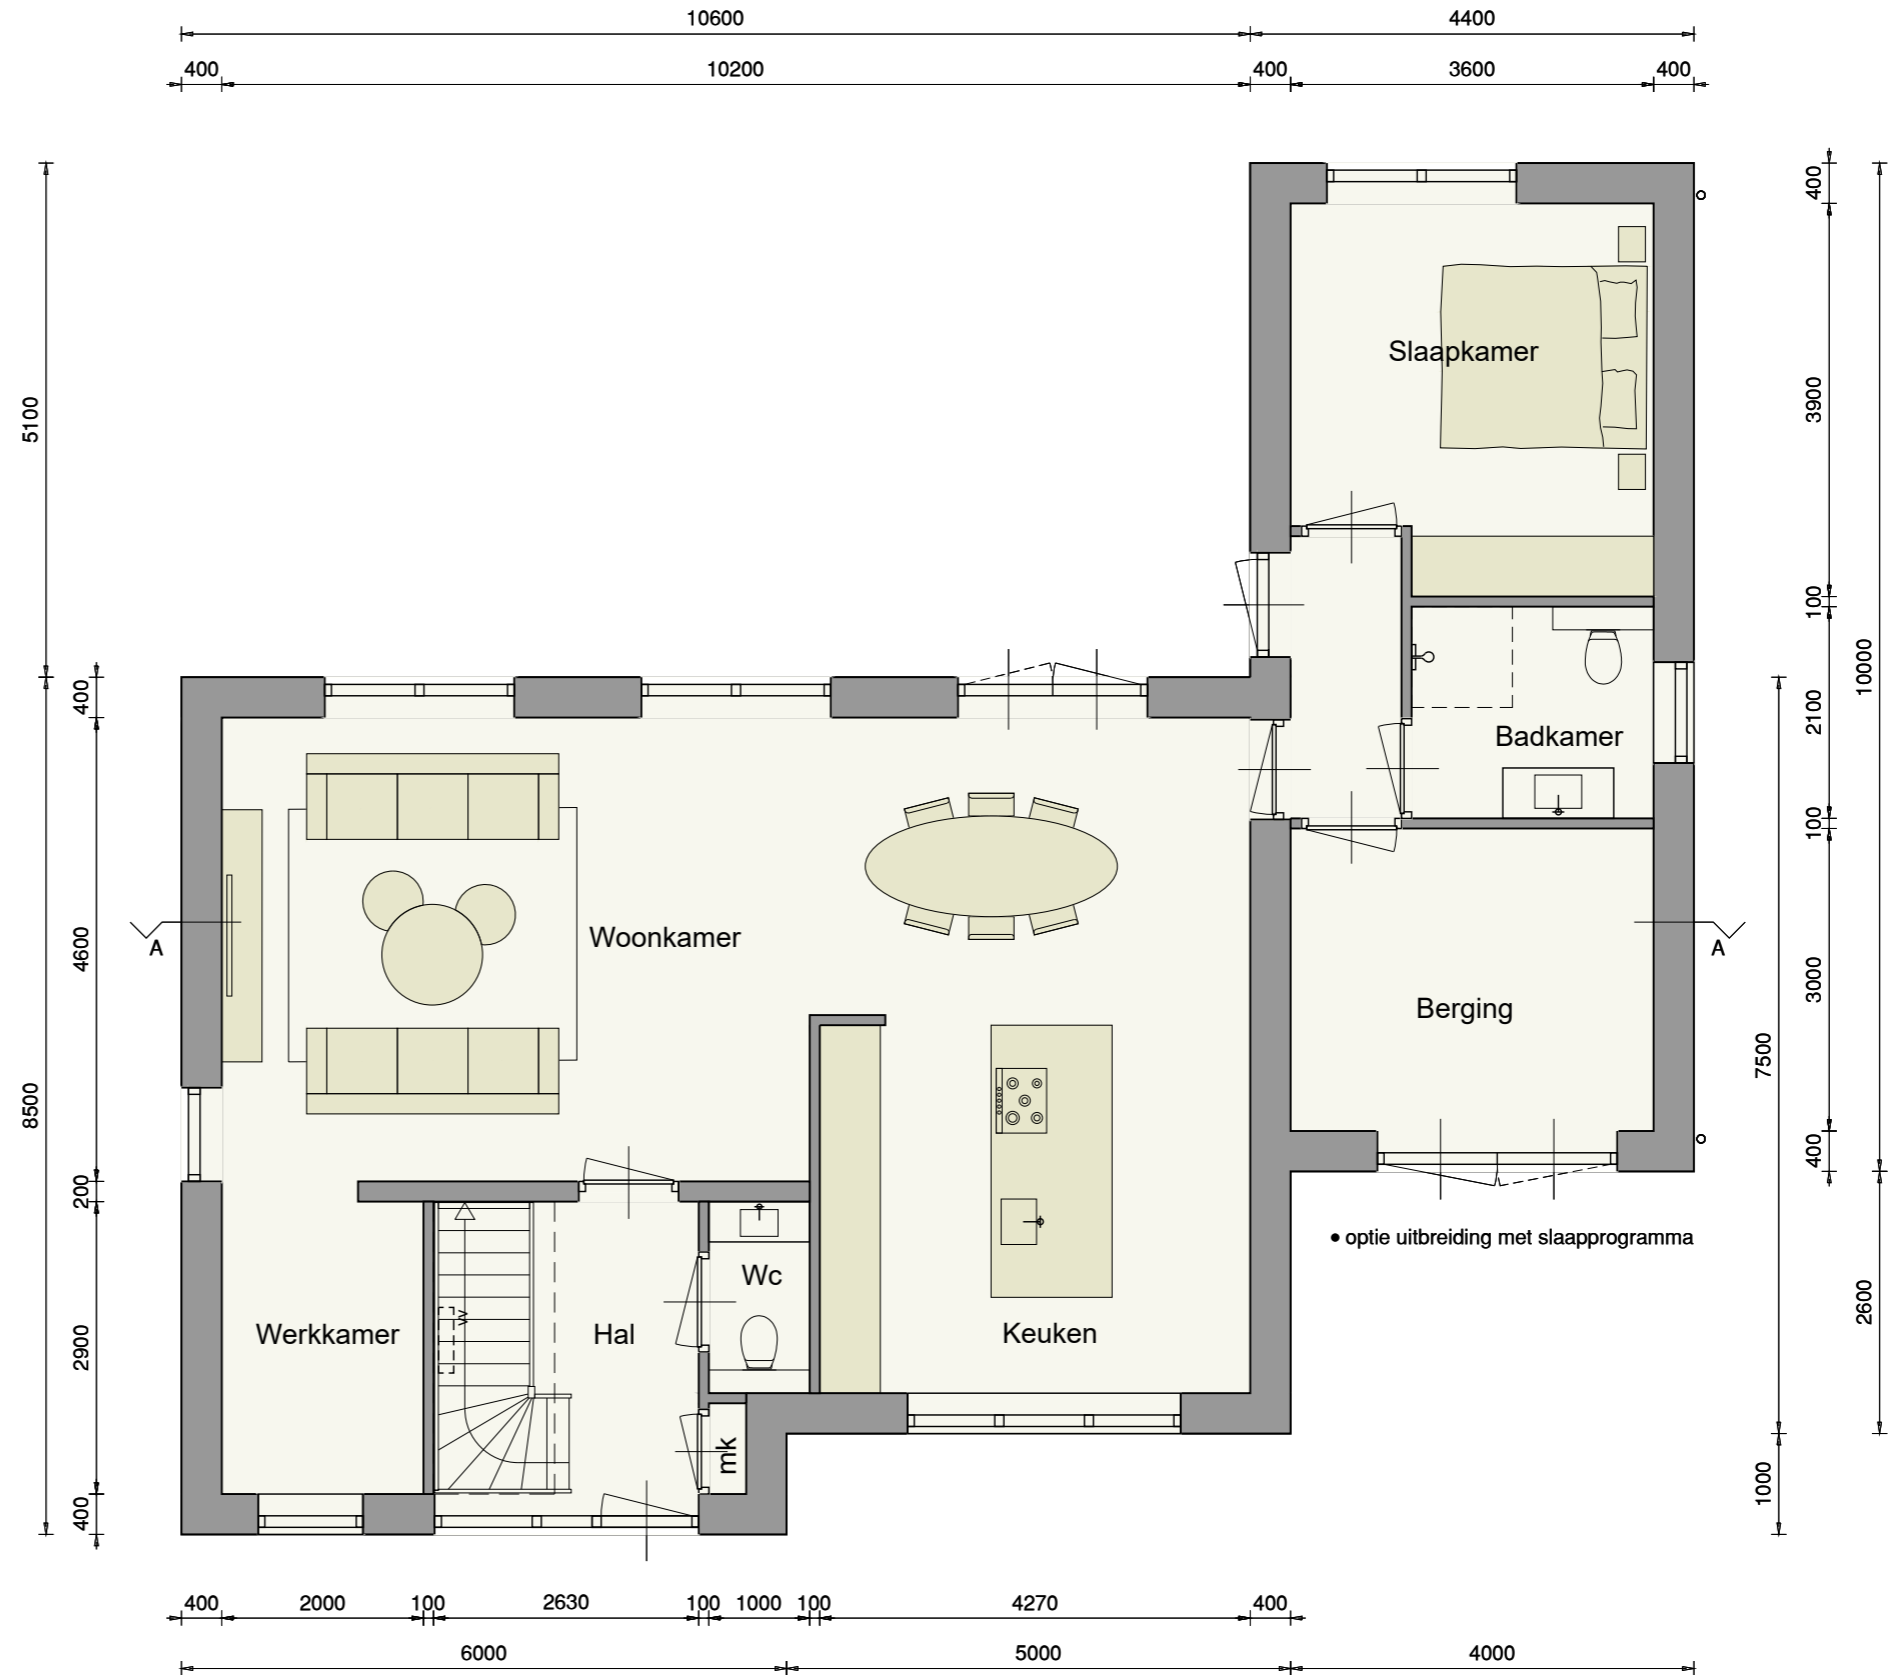 10600 4400
400 10200 400 3600 400
400
5100
Slaapkamer
3900
100
10000
400
2100
Badkamer
100
4600
Woonkamer
A
A
3000
Berging
7500
8500
400
200
• optie uitbreiding met slaapprogramma
Wc
2600
w
Werkkamer
Hal
Keuken
2900
mk
1000
400
400 2000 100 2630 100 1000 100 4270 400
6000 5000 4000